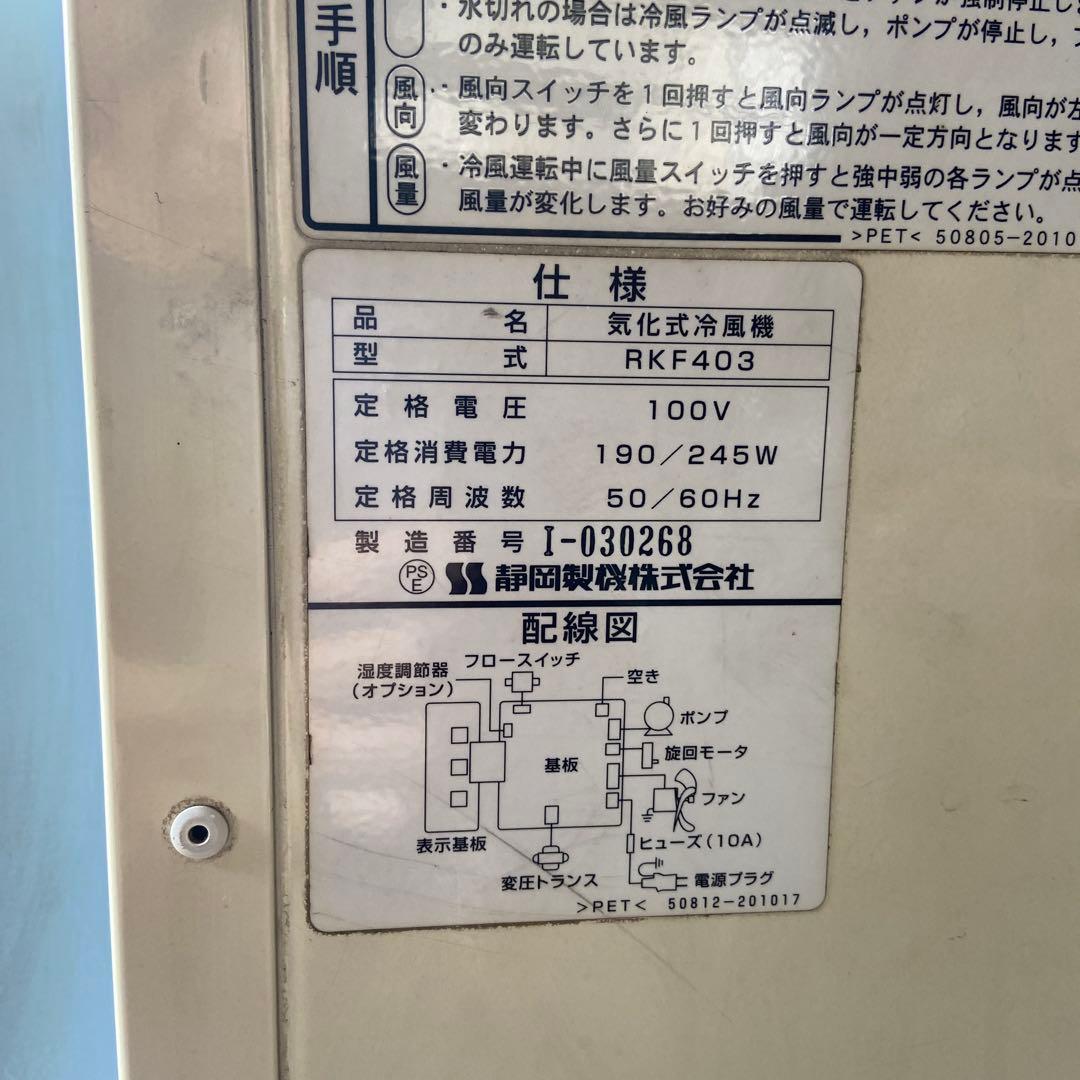 手順
・水切れの場合は冷風ランプが点滅し，ポンプが停止し，
のみ運転しています。
風向
・風向スイッチを1回押すと風向ランプが点灯し，風向が左
変わります。さらに1回押すと風向が一定方向となります
風量
・冷風運転中に風量スイッチを押すと強中弱の各ランプが点
風量が変化します。お好みの風量で運転してください。
>PET< 50805-2010
仕様
品名 気化式冷風機
型式 RKF403
定格電圧 100V
定格消費電力 190／245W
定格周波数 50／60Hz
製造番号 I-030268
PSE 静岡製機株式会社
配線図
フロースイッチ
湿度調節器
(オプション)
空き
ポンプ
旋回モータ
基板
ファン
ヒューズ(10A)
表示基板
変圧トランス
電源プラグ
>PET< 50812-201017